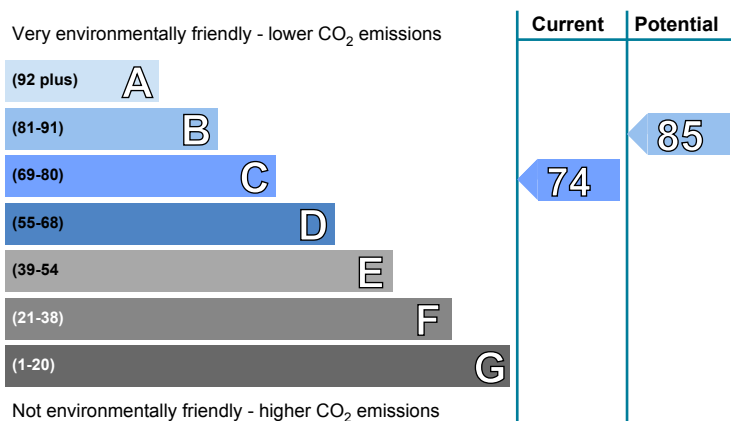 Very environmentally friendly - lower CO₂ emissions
Current
Potential
(92 plus) A
(81-91) B
85
(69-80) C
74
(55-68) D
(39-54 E
(21-38) F
(1-20) G
Not environmentally friendly - higher CO₂ emissions